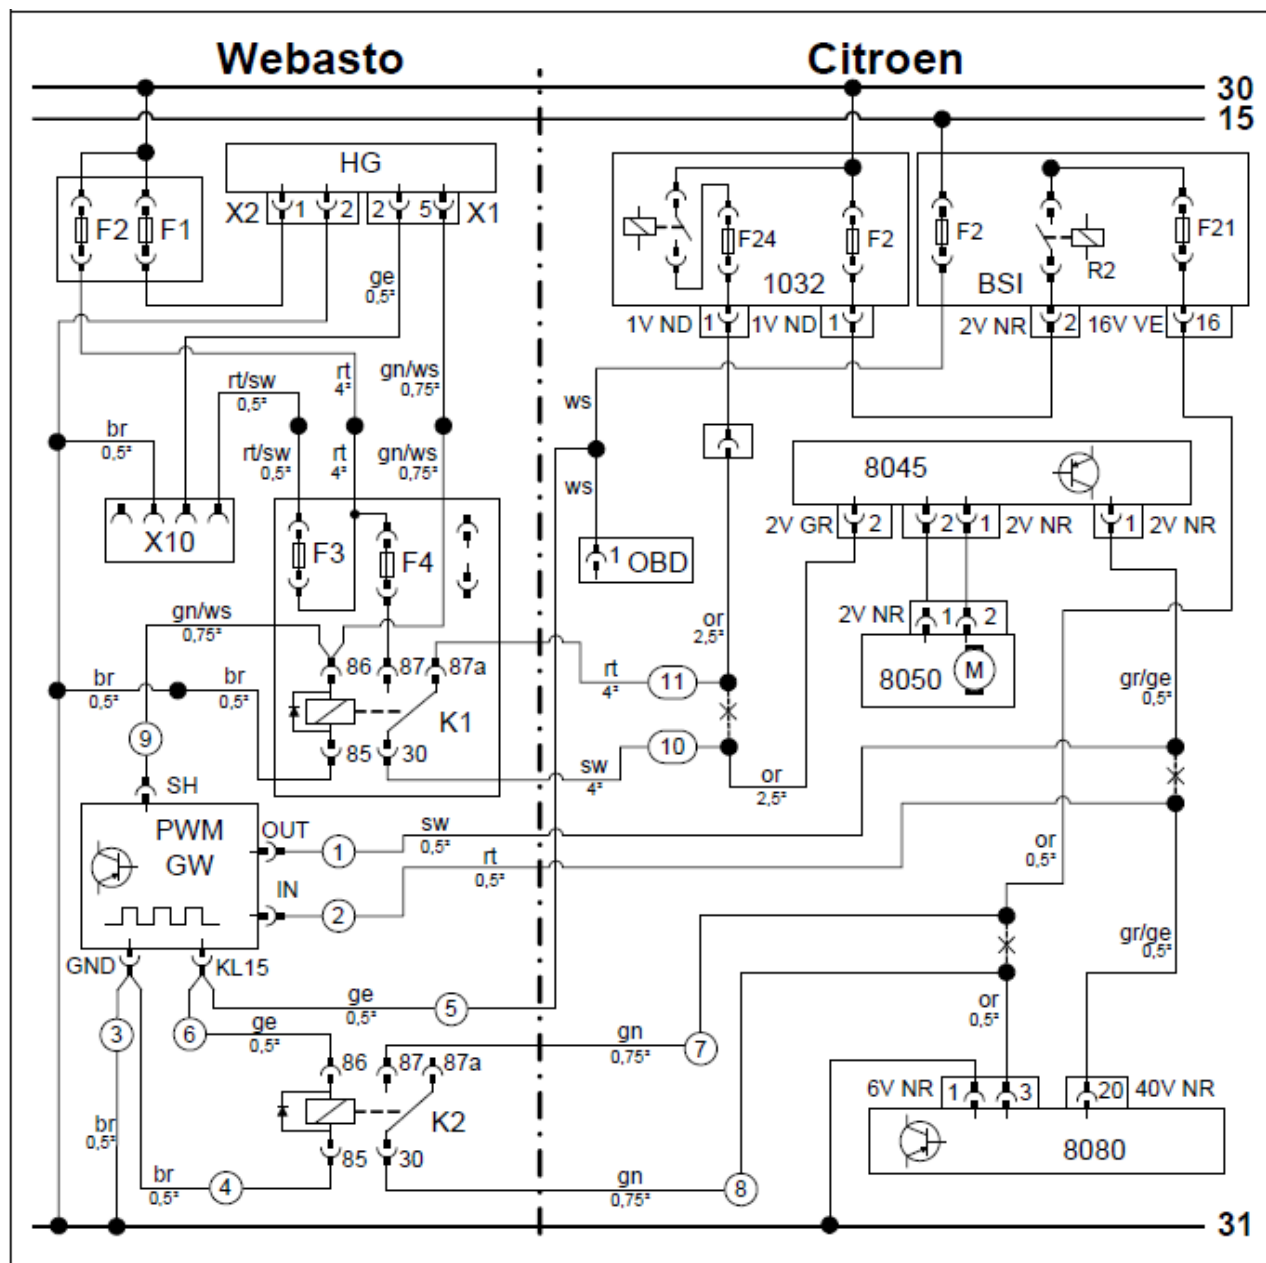 Webasto
Citroen
30
15
HG
F2
F1
X2
1
2
2
5
X1
F24
F2
1032
F2
BSI
R2
F21
ge
0,5²
1V ND
1
1V ND
1
2V NR
2
16V VE
16
rt/sw
0,5²
rt
4²
gn/ws
0,75²
ws
br
0,5²
rt/sw
0,5²
rt
4²
gn/ws
0,75²
8045
ws
2V GR
2
2
1
2V NR
1
2V NR
X10
F3
F4
1
OBD
gn/ws
0,75²
or
2,5²
2V NR
1
2
86
87
87a
8050
M
br
0,5²
br
0,5²
rt
4²
11
gr/ge
0,5²
K1
9
85
30
10
sw
4²
or
2,5²
SH
PWM
GW
OUT
1
sw
0,5²
IN
2
rt
0,5²
or
0,5²
gr/ge
0,5²
GND
KL15
3
6
ge
0,5²
5
ge
0,5²
or
0,5²
gn
0,75²
7
86
87
87a
6V NR
1
3
20
40V NR
K2
br
0,5²
85
30
8080
br
0,5²
4
gn
0,75²
8
31